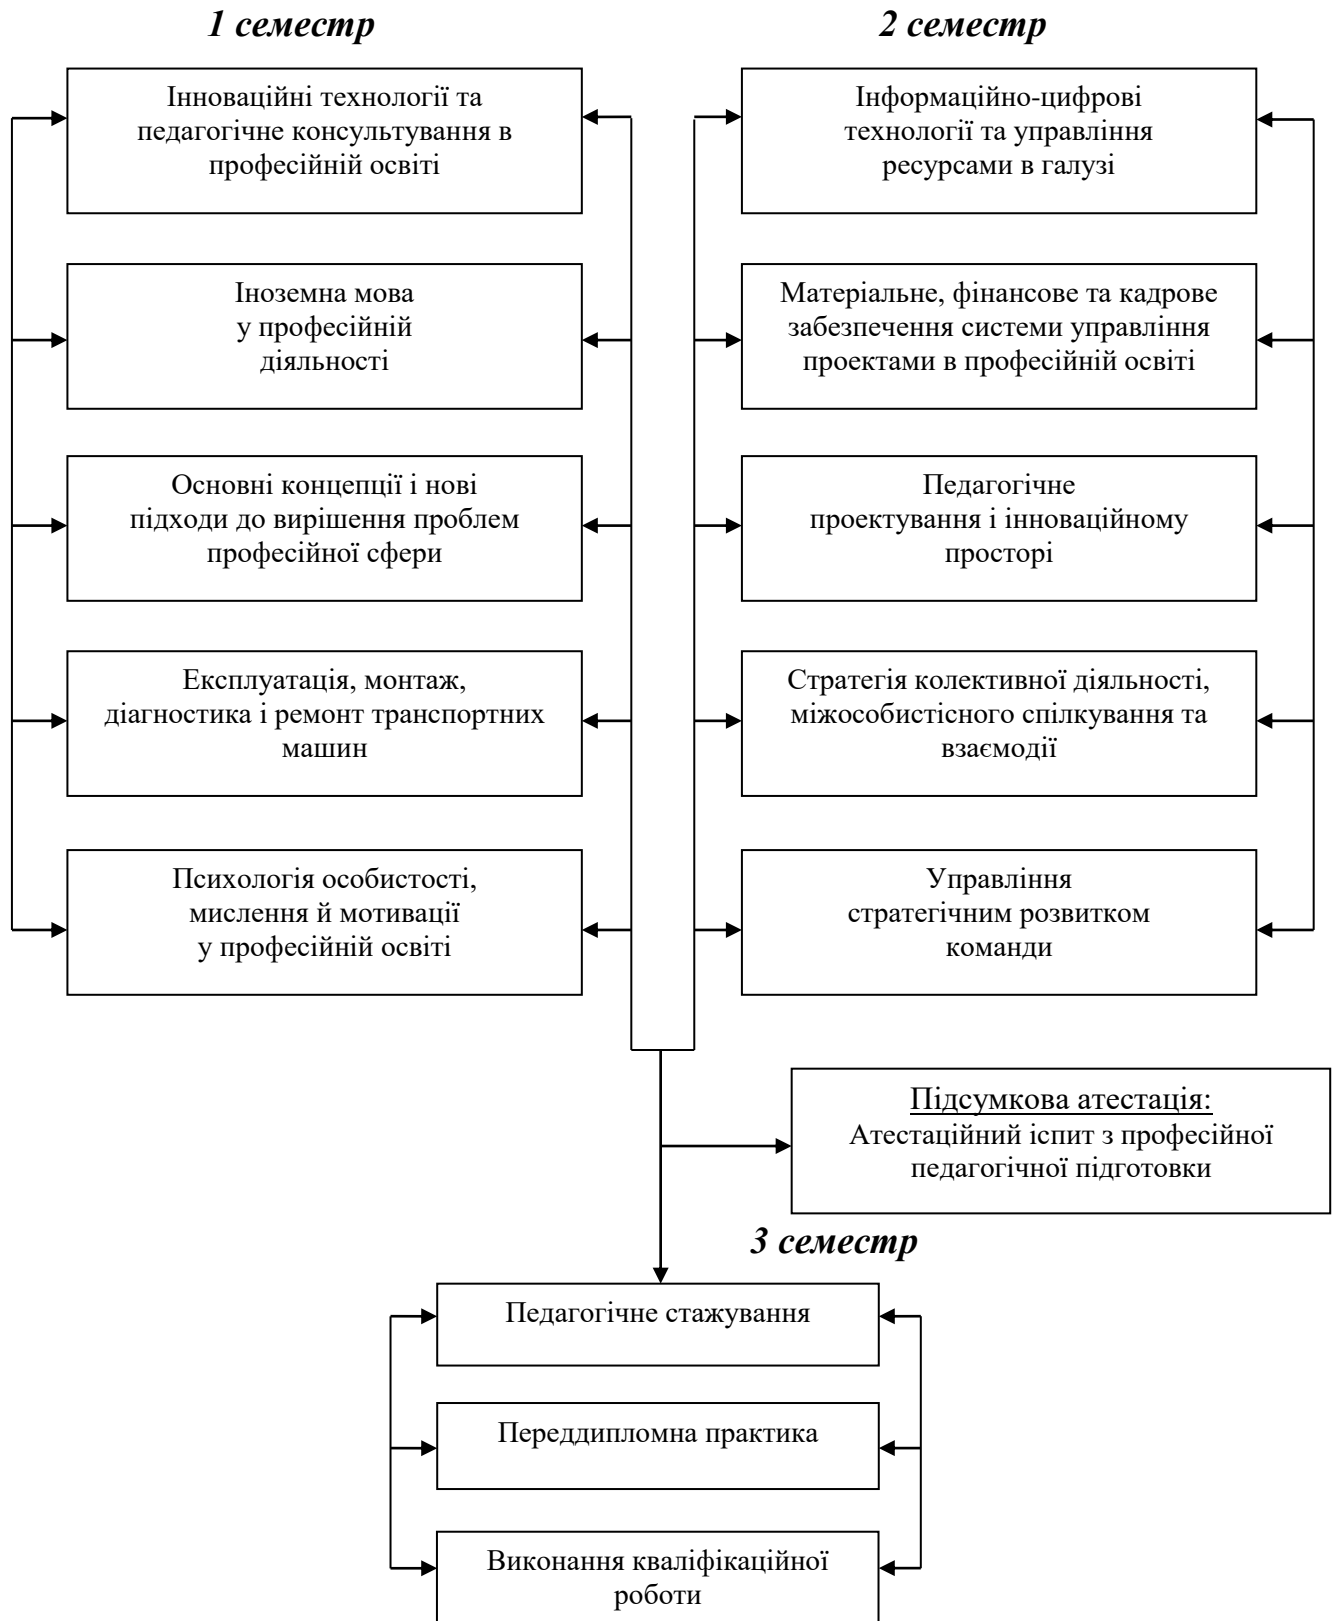 1 семестр
Інноваційні технології та
педагогічне консультування в
професійній освіті
Іноземна мова
у професійній
діяльності
Основні концепції і нові
підходи до вирішення проблем
професійної сфери
Експлуатація, монтаж,
діагностика і ремонт транспортних
машин
Психологія особистості,
мислення й мотивації
у професійній освіті
2 семестр
Інформаційно-цифрові
технології та управління
ресурсами в галузі
Матеріальне, фінансове та кадрове
забезпечення системи управління
проектами в професійній освіті
Педагогічне
проектування і інноваційному
просторі
Стратегія колективної діяльності,
міжособистісного спілкування та
взаємодії
Управління
стратегічним розвитком
команди
Підсумкова атестація:
Атестаційний іспит з професійної
педагогічної підготовки
3 семестр
Педагогічне стажування
Переддипломна практика
Виконання кваліфікаційної
роботи